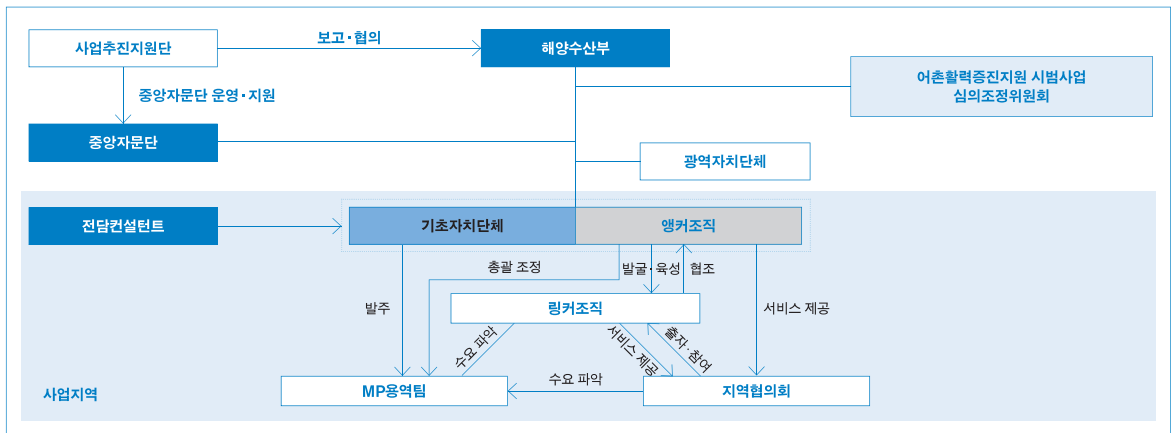 사업추진지원단
보고·협의
해양수산부
어촌활력증진지원 시범사업
심의조정위원회
중앙자문단 운영·지원
중앙자문단
광역자치단체
전담컨설턴트
기초자치단체
앵커조직
총괄 조정
발굴·육성
협조
발주
링커조직
서비스 제공
수요 파악
서비스 제공
출자·참여
수요 파악
MP용역팀
지역협의회
사업지역